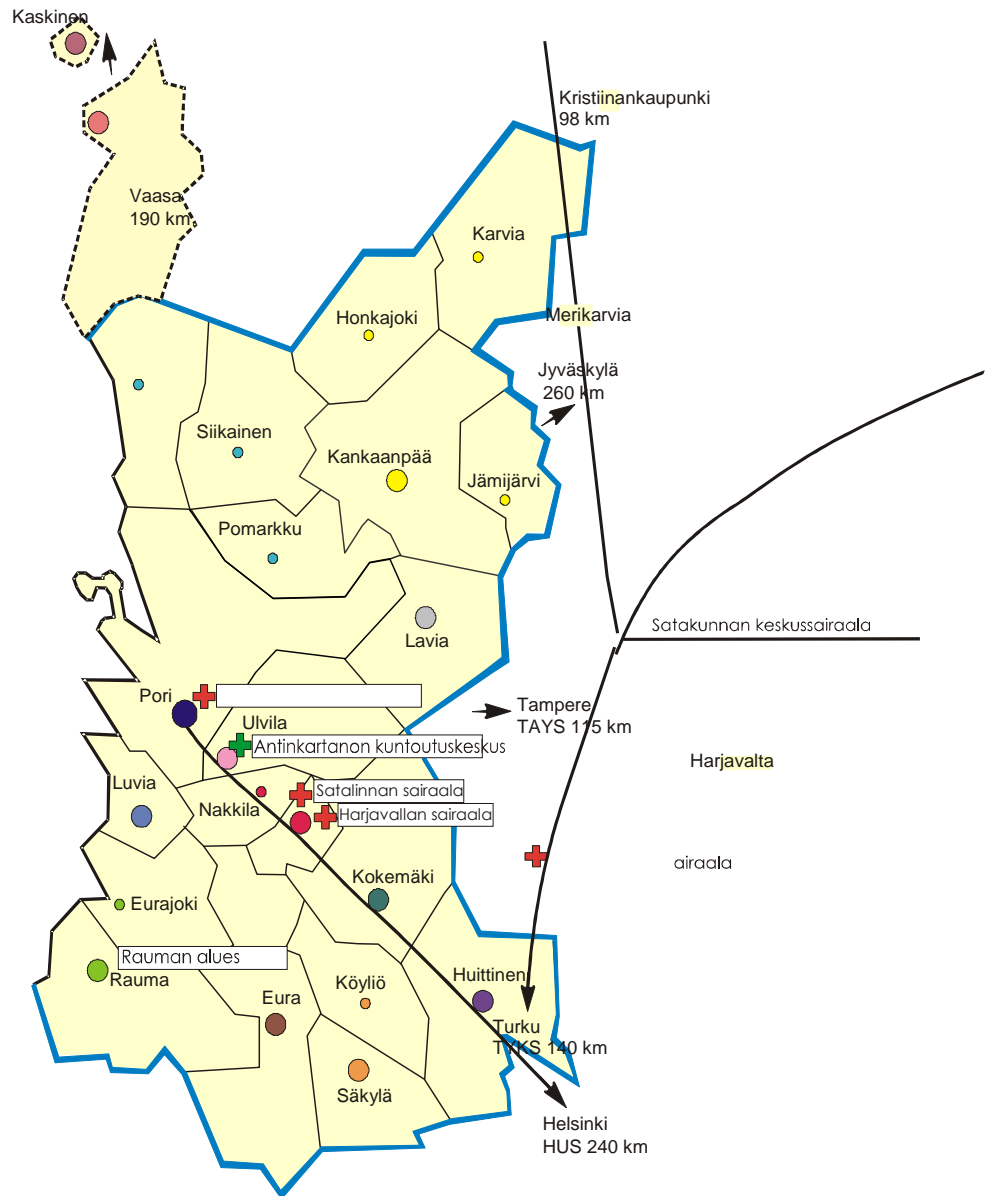 Kaskinen
Kristiinankaupunki
98 km
Vaasa
190 km
Karvia
Honkajoki
Merikarvia
Jyväskylä
260 km
Siikainen
Kankaanpää
Jämijärvi
Pomarkku
Lavia
Satakunnan keskussairaala
Pori
Tampere
TAYS 115 km
Ulvila
Antinkartanon kuntoutuskeskus
Harjavalta
Luvia
Nakkila
Satalinnan sairaala
Harjavallan sairaala
airaala
Kokemäki
Eurajoki
Rauman alues
Rauma
Huittinen
Köyliö
Eura
Turku
TYKS 140 km
Säkylä
Helsinki
HUS 240 km